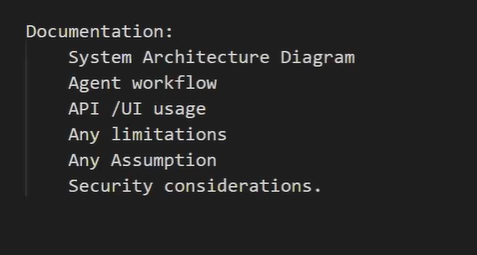 Documentation:
System Architecture Diagram
Agent workflow
API /UI usage
Any limitations
Any Assumption
Security considerations.